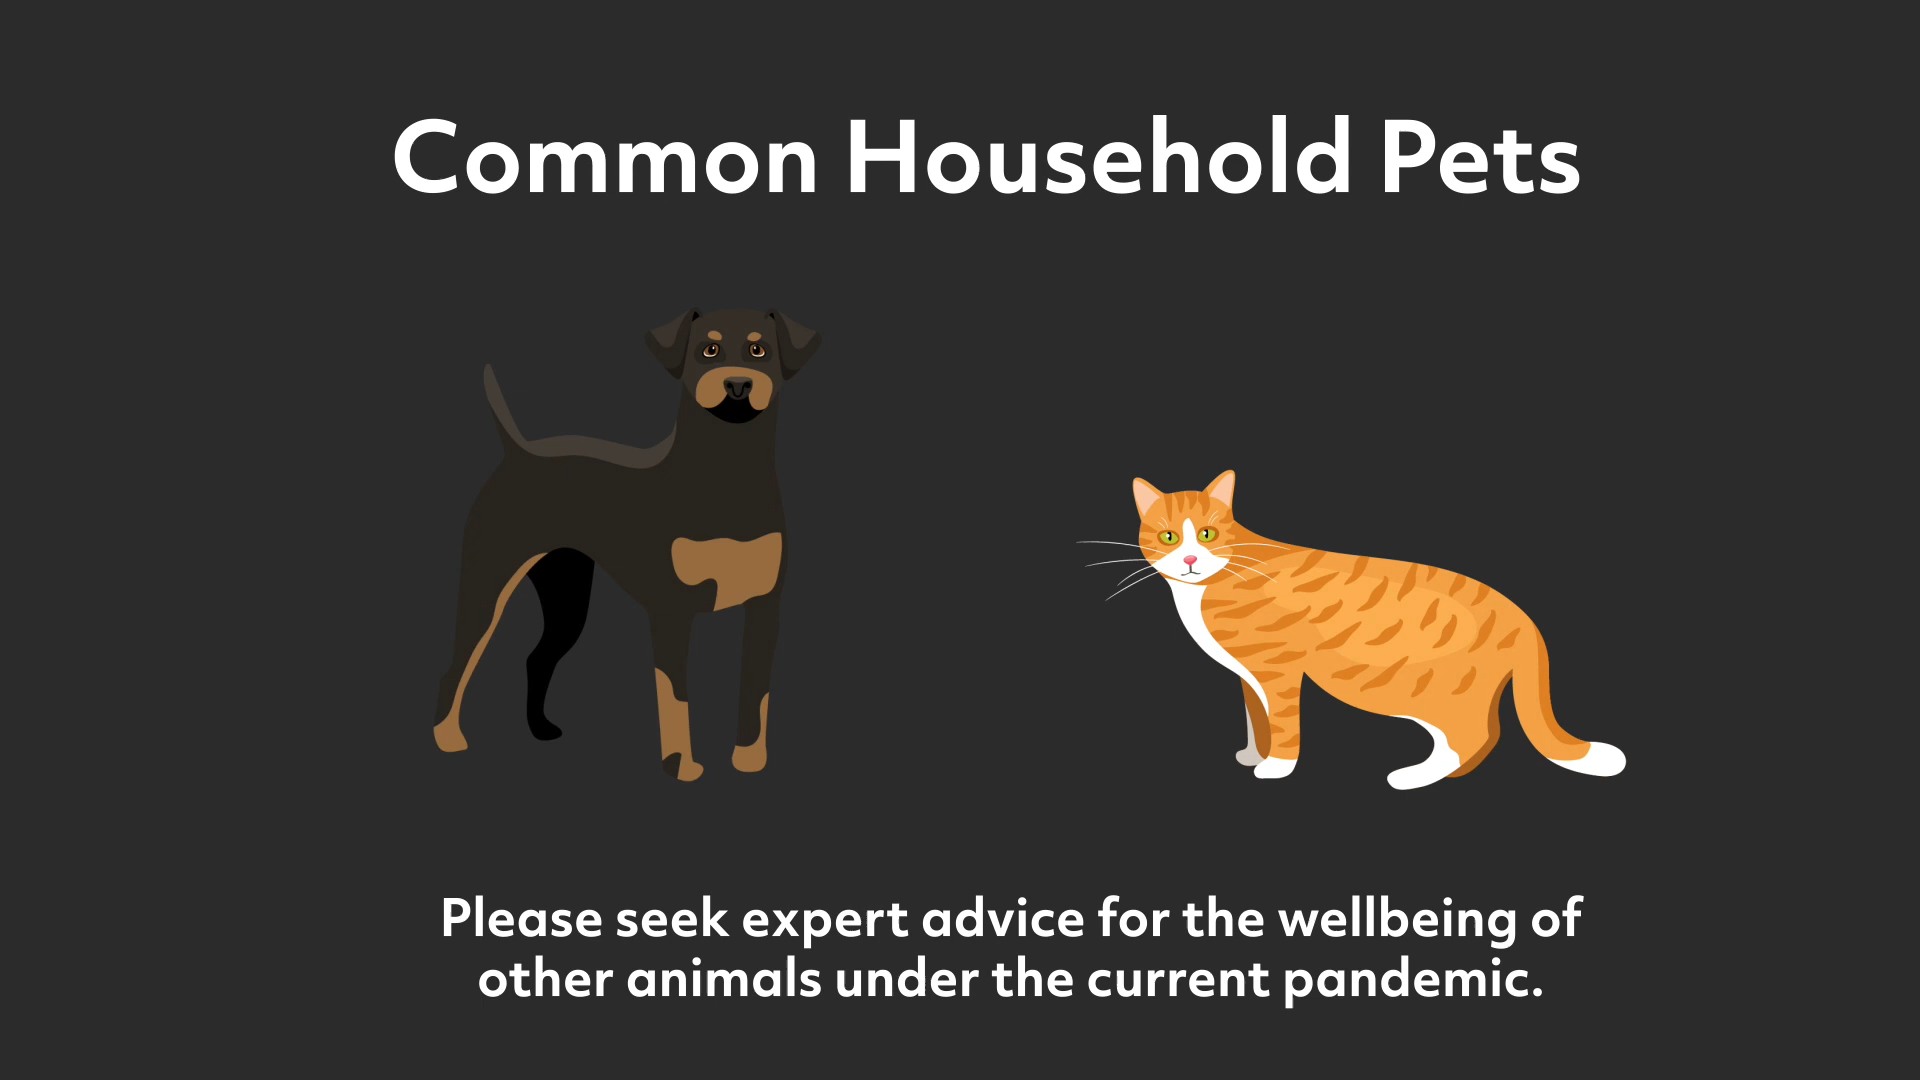 Common Household Pets
Please seek expert advice for the wellbeing of
other animals under the current pandemic.